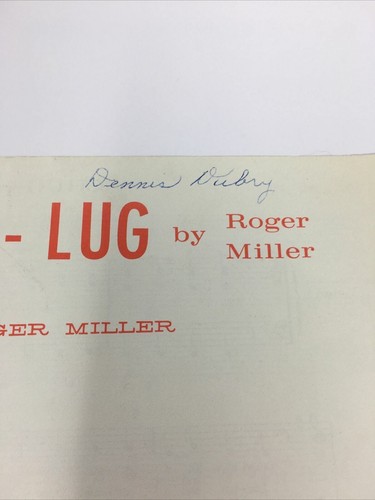 Dennis Dubry
- LUG by Roger Miller
GER MILLER